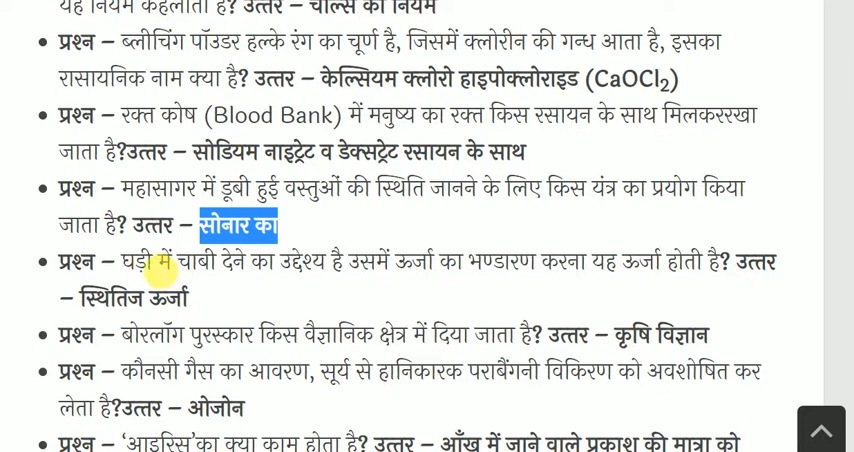 यह नियम कहलाता है? उत्तर – चार्ल्स का नियम
प्रश्न – ब्लीचिंग पॉउडर हल्के रंग का चूर्ण है, जिसमें क्लोरीन की गन्ध आता है, इसका
रासायनिक नाम क्या है? उत्तर – केल्सियम क्लोरो हाइपोक्लोराइड (CaOCl₂)
प्रश्न – रक्त कोष (Blood Bank) में मनुष्य का रक्त किस रसायन के साथ मिलकररखा
जाता है?उत्तर – सोडियम नाइट्रेट व डेक्सट्रेट रसायन के साथ
प्रश्न – महासागर में डूबी हुई वस्तुओं की स्थिति जानने के लिए किस यंत्र का प्रयोग किया
जाता है? उत्तर – सोनार का
प्रश्न – घड़ी में चाबी देने का उद्देश्य है उसमें ऊर्जा का भण्डारण करना यह ऊर्जा होती है? उत्तर
– स्थितिज ऊर्जा
प्रश्न – बोरलॉग पुरस्कार किस वैज्ञानिक क्षेत्र में दिया जाता है? उत्तर – कृषि विज्ञान
प्रश्न – कौनसी गैस का आवरण, सूर्य से हानिकारक पराबैंगनी विकिरण को अवशोषित कर
लेता है?उत्तर – ओजोन
प्रश्न – ‘आइरिस’का क्या काम होता है? उत्तर – आँख में जाने वाले प्रकाश की मात्रा को